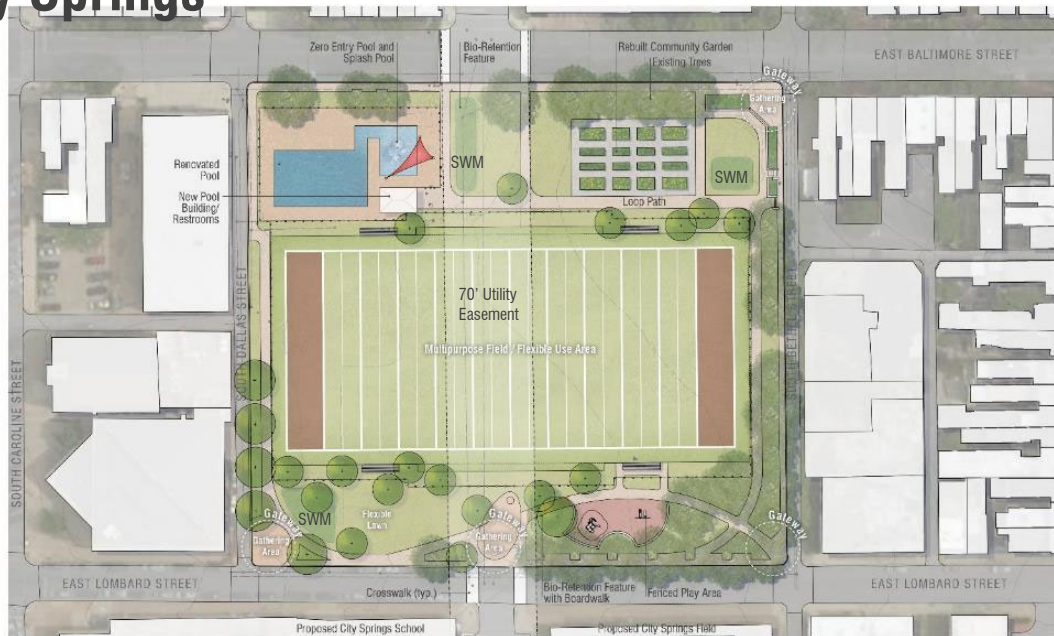 y Springs
Zero Entry Pool and
Splash Pool
Bio-Retention
Feature
Rebuilt Community Garden
Existing Trees
EAST BALTIMORE STREET
Gateway
Gathering
Area
Renovated
Pool
SWM
SWM
New Pool
Building/
Restrooms
Loop Path
70' Utility
Easement
Multipurpose Field / Flexible Use Area
SOUTH DALLAS STREET
SOUTH CAROLINE STREET
Gateway
Gathering
Area
SWM
Flexible
Lawn
Gateway
Gathering
Area
Gateway
EAST LOMBARD STREET
Crosswalk (typ.)
Bio-Retention Feature
with Boardwalk
Fenced Play Area
EAST LOMBARD STREET
Proposed City Springs School
Proposed City Springs Field